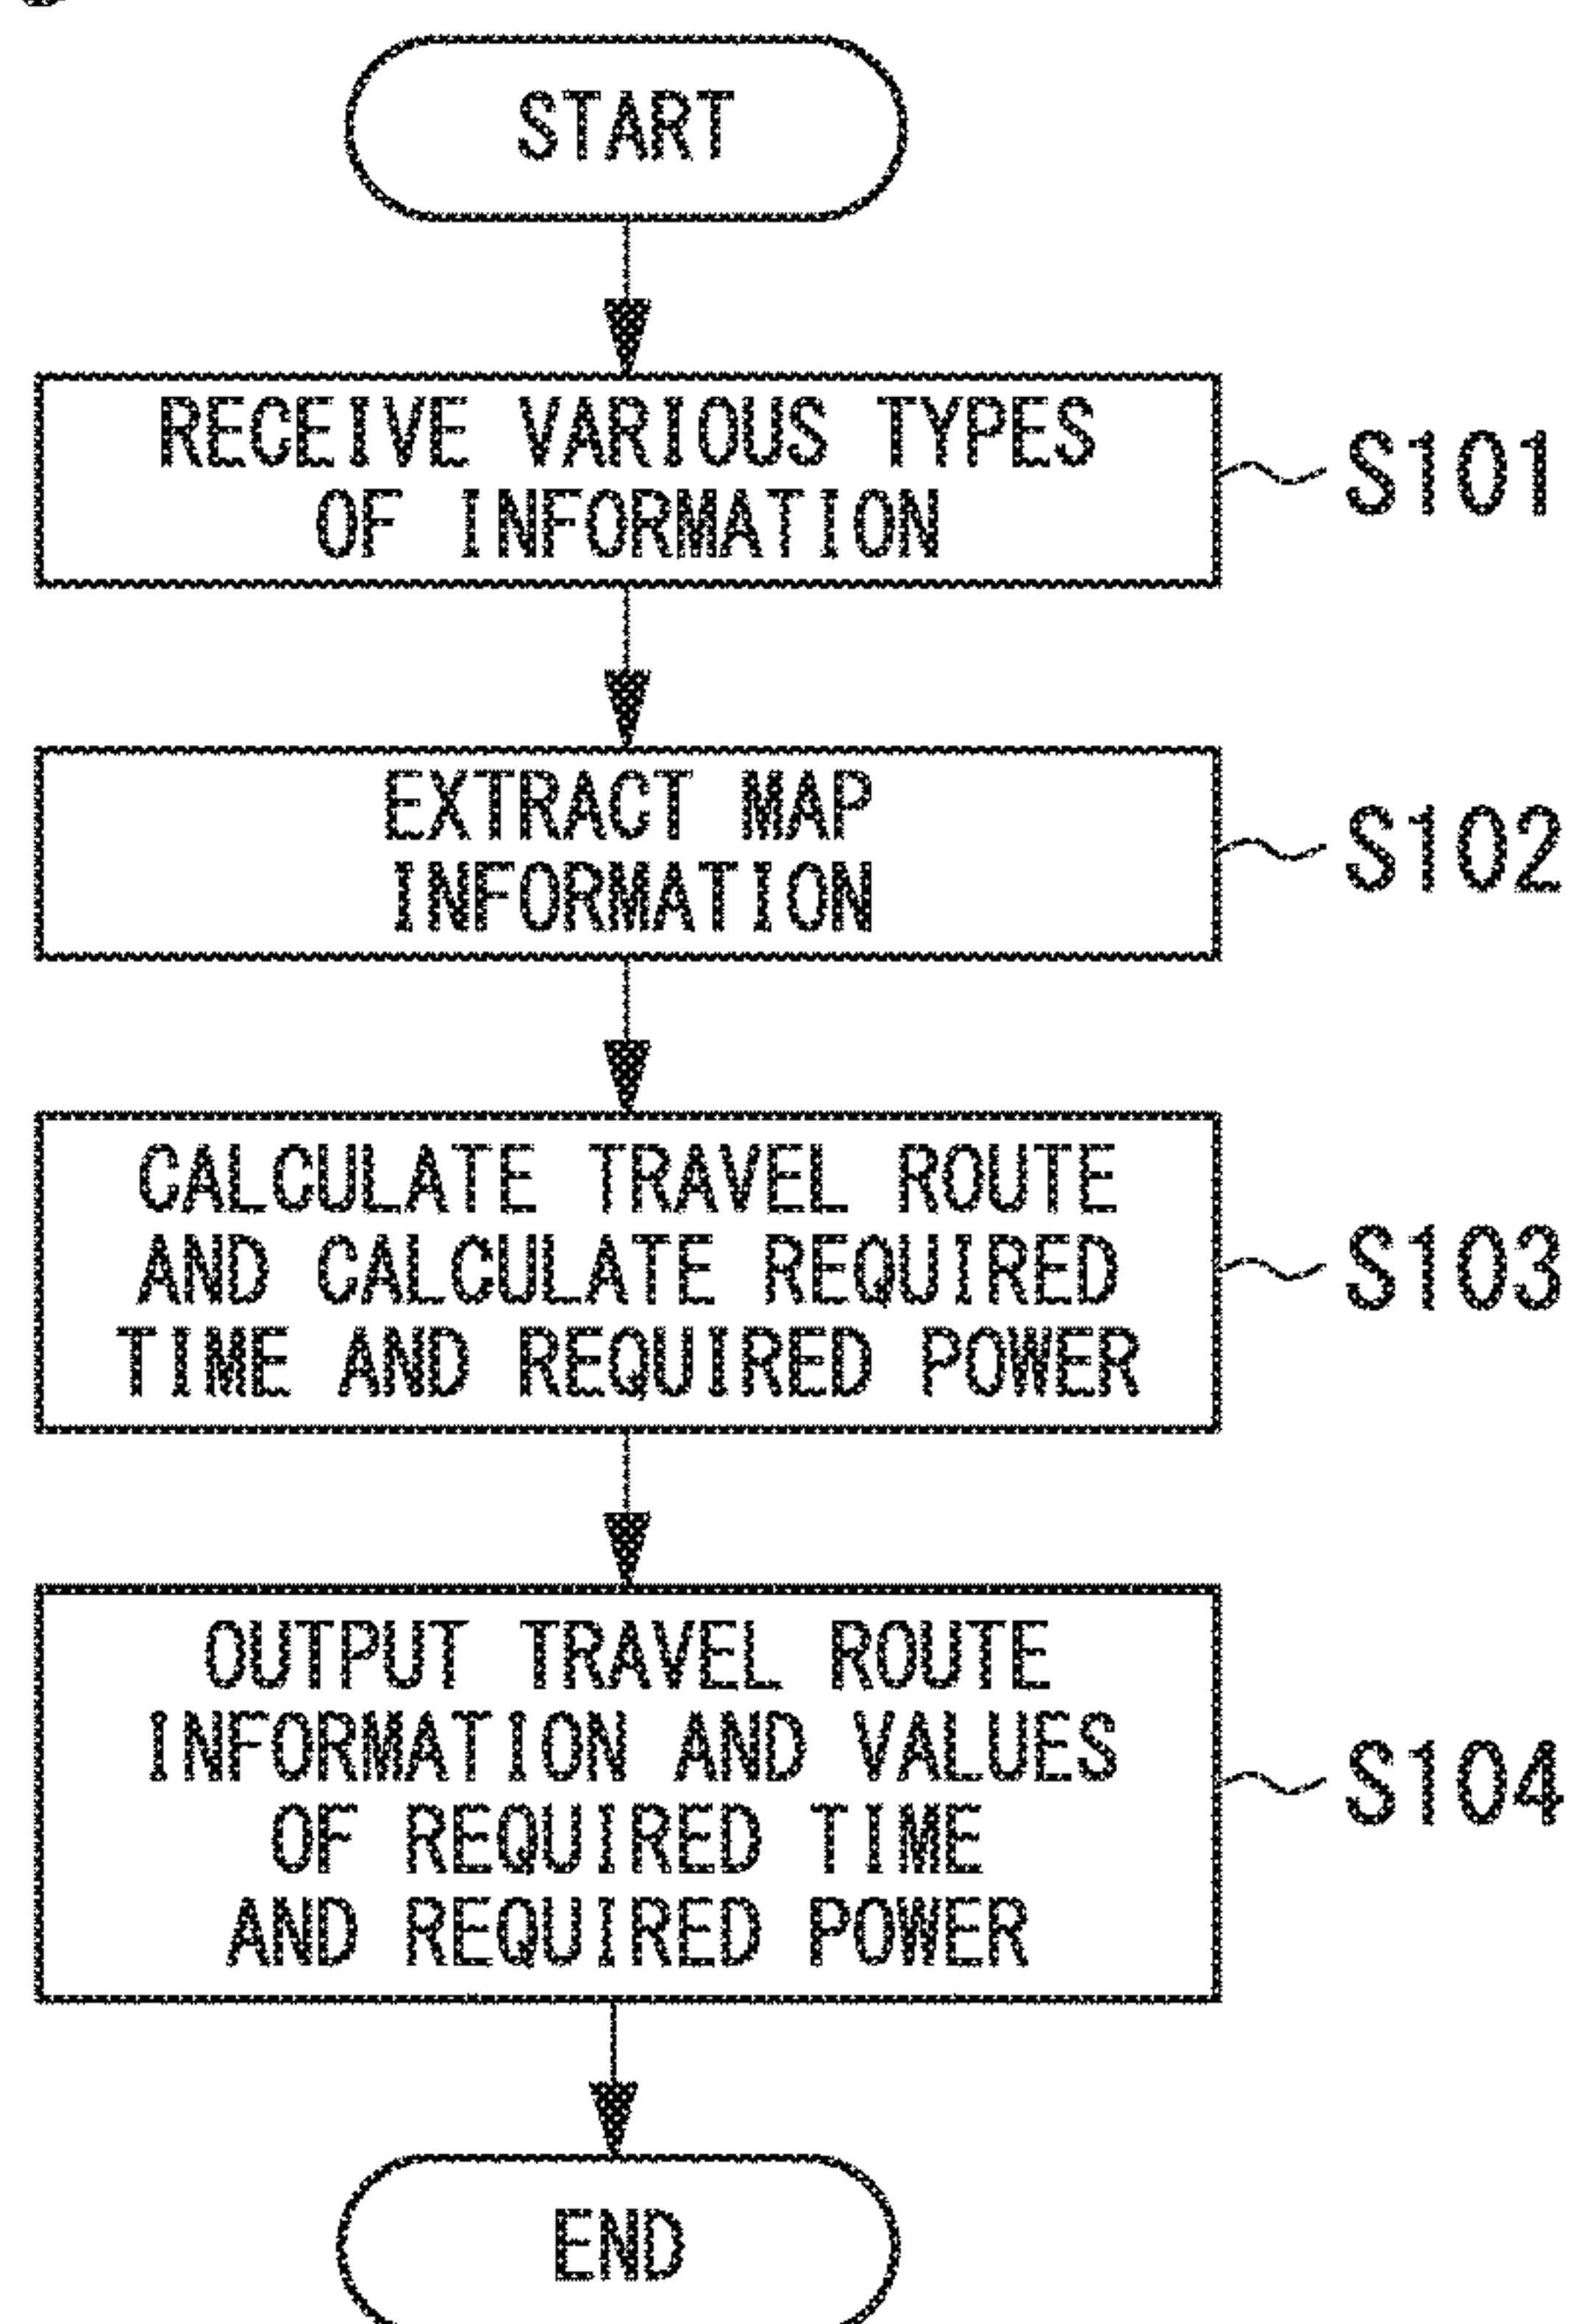 START
RECEIVE VARIOUS TYPES
OF INFORMATION
S101
EXTRACT MAP
INFORMATION
S102
CALCULATE TRAVEL ROUTE
AND CALCULATE REQUIRED
TIME AND REQUIRED POWER
S103
OUTPUT TRAVEL ROUTE
INFORMATION AND VALUES
OF REQUIRED TIME
AND REQUIRED POWER
S104
END